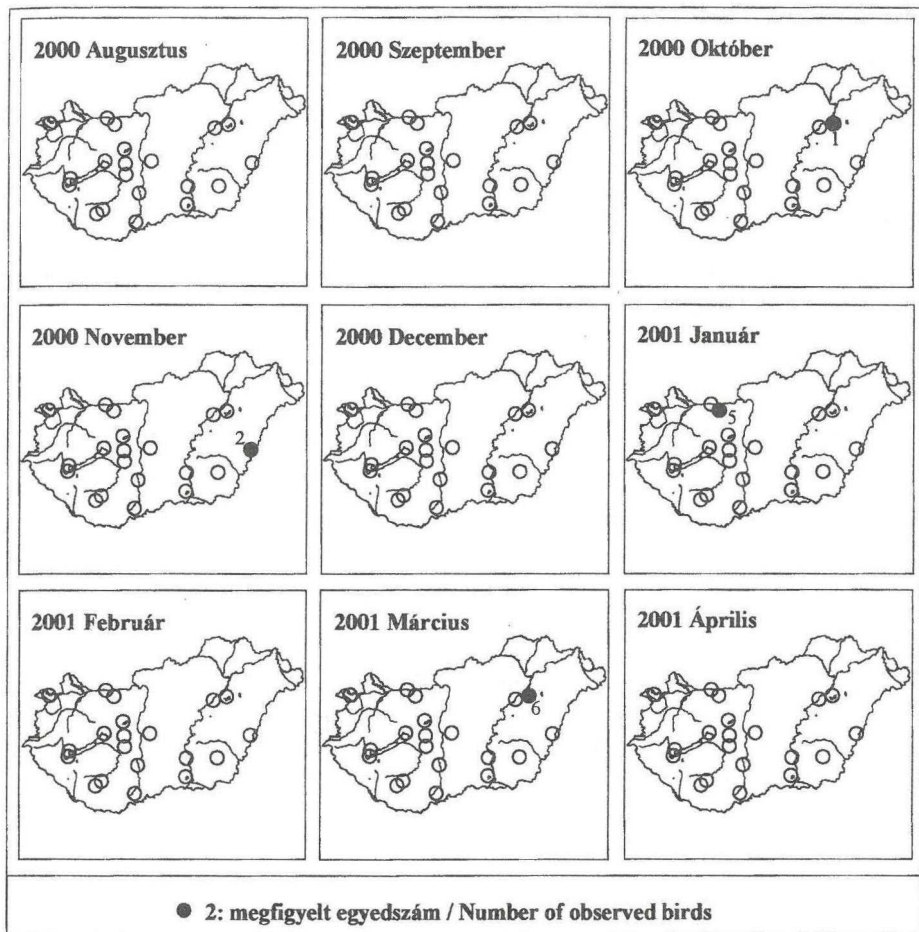 2000 Augusztus
2000 Szeptember
2000 Október
1
2000 November
2
2000 December
2001 Január
5
2001 Február
2001 Március
6
2001 Április
● 2: megfigyelt egyedszám / Number of observed birds